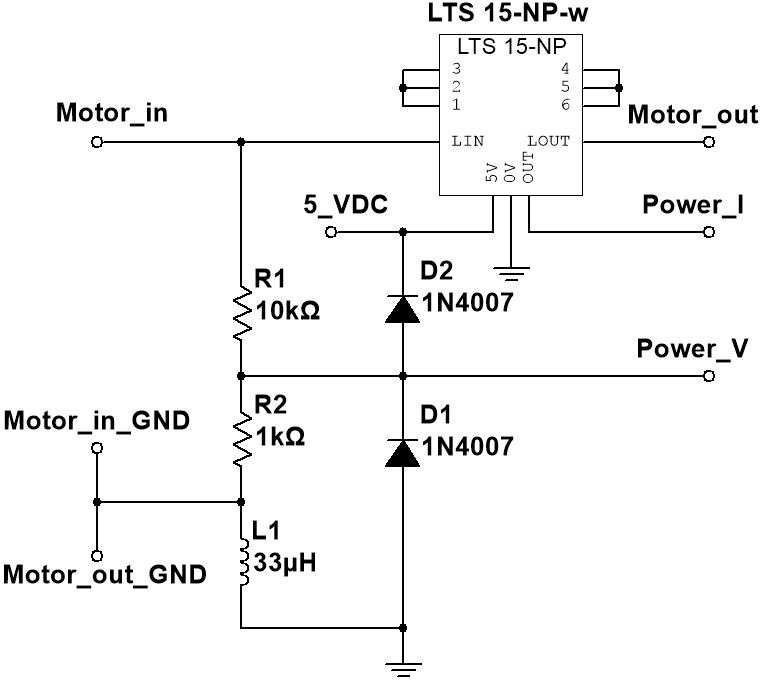 LTS 15-NP-w
LTS 15-NP
3 4
2 5
1 6
Motor_in
Motor_out
LIN LOUT
5V 0V OUT
5_VDC
Power_I
D2
1N4007
R1
10kΩ
Power_V
R2
1kΩ
D1
1N4007
Motor_in_GND
L1
33µH
Motor_out_GND